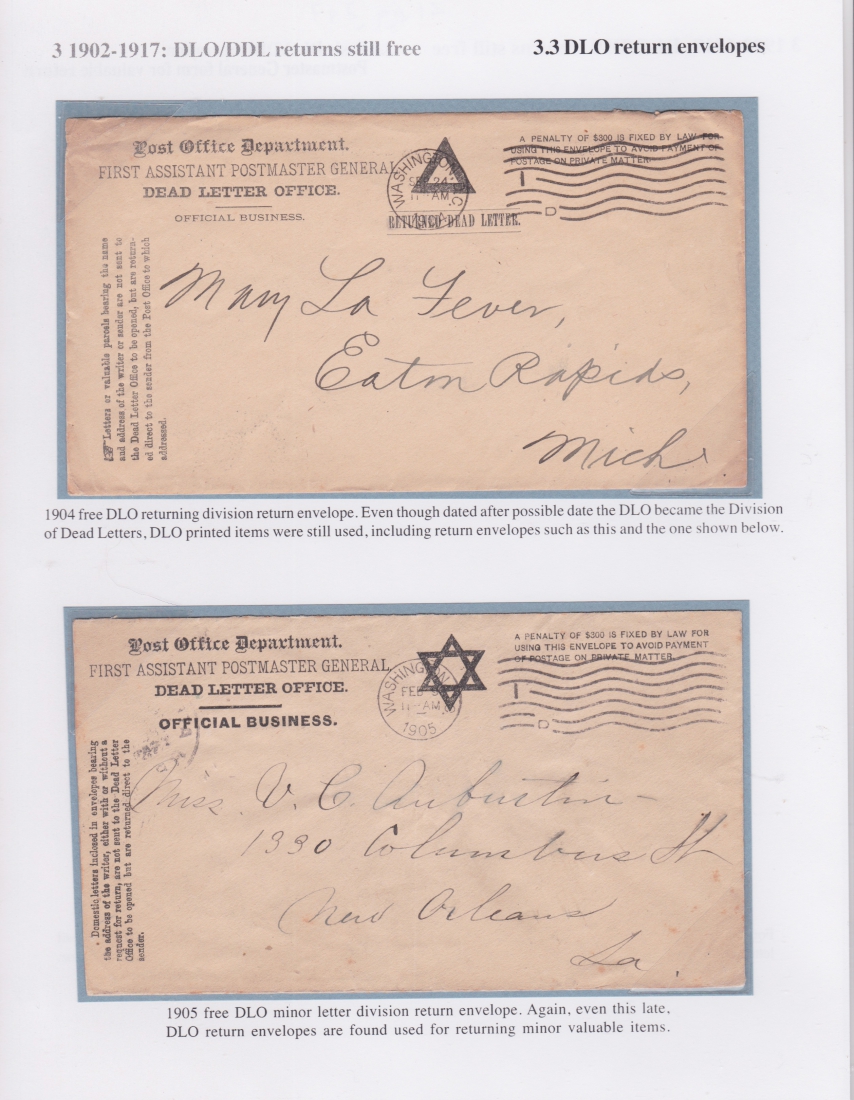 3 1902-1917: DLO/DDL returns still free
3.3 DLO return envelopes
Post Office Department.
FIRST ASSISTANT POSTMASTER GENERAL
DEAD LETTER OFFICE.
OFFICIAL BUSINESS.
WASHINGTON, D.C.
SEP 24
11 AM
A PENALTY OF $300 IS FIXED BY LAW FOR
USING THIS ENVELOPE TO AVOID PAYMENT OF
POSTAGE ON PRIVATE MATTER.
1
D
RETURNED DEAD LETTER.
Letters or valuable parcels bearing the name
and address of the writer or sender are not sent to
the Dead Letter Office to be opened, but are return-
ed direct to the sender from the Post Office to which
addressed.
Mary La Fever,
Eaton Rapids,
Mich
1904 free DLO returning division return envelope. Even though dated after possible date the DLO became the Division
of Dead Letters, DLO printed items were still used, including return envelopes such as this and the one shown below.
Post Office Department.
FIRST ASSISTANT POSTMASTER GENERAL
DEAD LETTER OFFICE.
OFFICIAL BUSINESS.
WASHINGTON, D.C.
FEB
11 AM
1905
A PENALTY OF $300 IS FIXED BY LAW FOR
USING THIS ENVELOPE TO AVOID PAYMENT
OF POSTAGE ON PRIVATE MATTER.
1
D
Domestic letters inclosed in envelopes bearing
the address of the writer, either with or without a
request for return, are not sent to the Dead Letter
Office to be opened but are returned direct to the
sender.
Miss V. C. Aubustin
1330 Columbus St
New Orleans
La.
1905 free DLO minor letter division return envelope. Again, even this late,
DLO return envelopes are found used for returning minor valuable items.